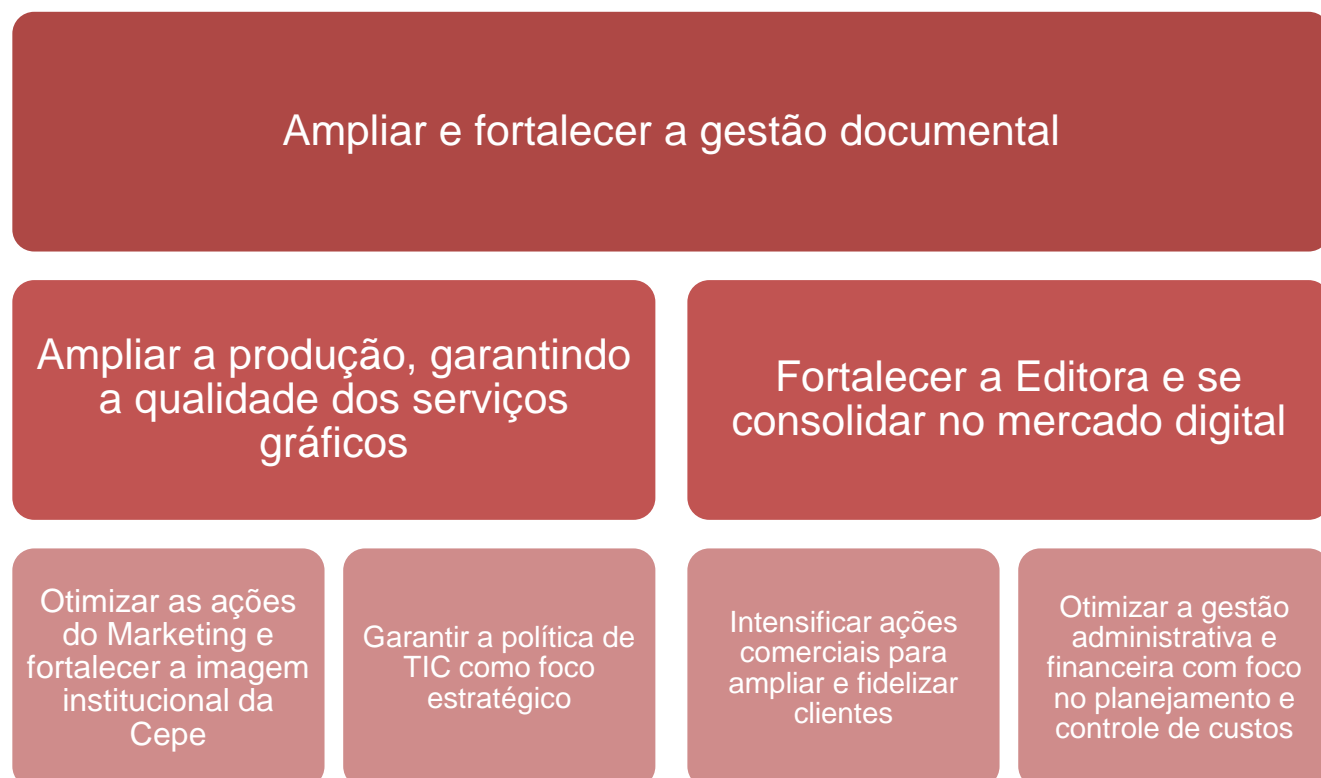 Ampliar e fortalecer a gestão documental
Ampliar a produção, garantindo
a qualidade dos serviços
gráficos
Fortalecer a Editora e se
consolidar no mercado digital
Otimizar as ações
do Marketing e
fortalecer a imagem
institucional da
Cepe
Garantir a política de
TIC como foco
estratégico
Intensificar ações
comerciais para
ampliar e fidelizar
clientes
Otimizar a gestão
administrativa e
financeira com foco
no planejamento e
controle de custos